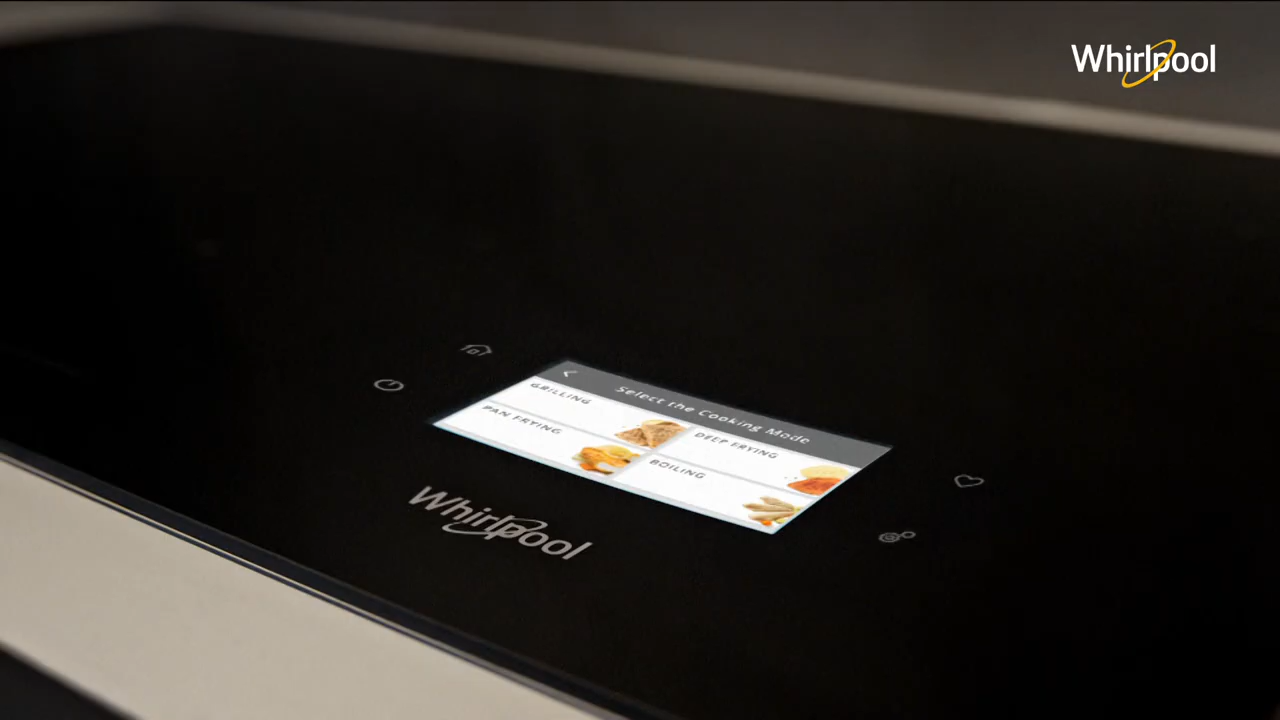 Whirlpool
Select the Cooking Mode
GRILLING
DEEP FRYING
PAN FRYING
BOILING
Whirlpool